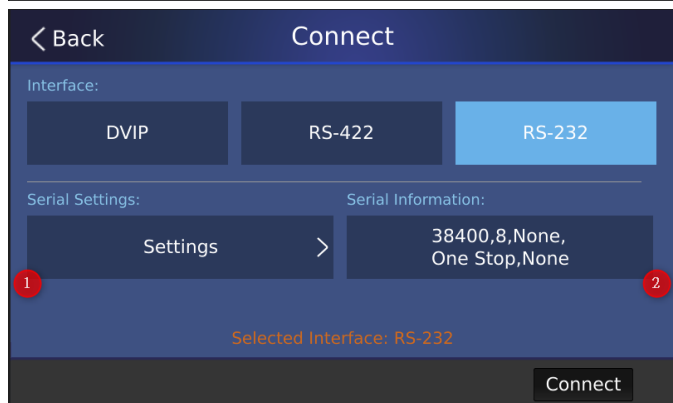 Back
Connect
Interface:
DVIP
RS-422
RS-232
Serial Settings:
Serial Information:
Settings
38400,8,None,
One Stop,None
1
2
Selected Interface: RS-232
Connect